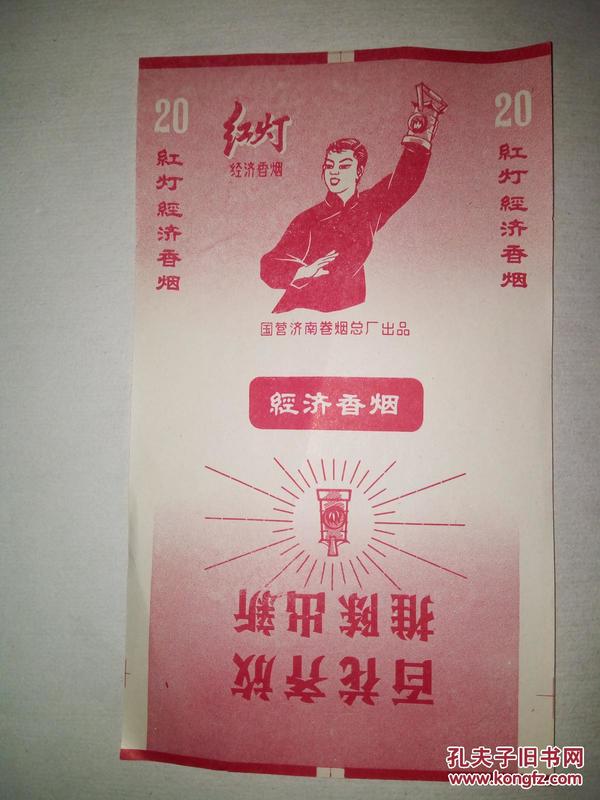 20
紅灯經济香烟
红灯
经济香烟
20
紅灯經济香烟
国营济南卷烟总厂出品
經济香烟
百花齐放
推陈出新
孔夫子旧书网
www.kongfz.com